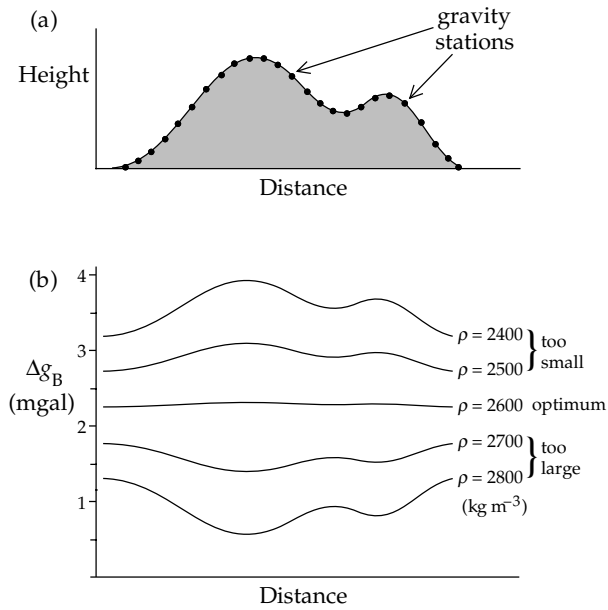 (a)
gravity
stations
Height
Distance
(b)
4
3
2
1
Δg_B
(mgal)
ρ = 2400
ρ = 2500
} too
small
ρ = 2600 optimum
ρ = 2700
ρ = 2800
} too
large
(kg m⁻³)
Distance